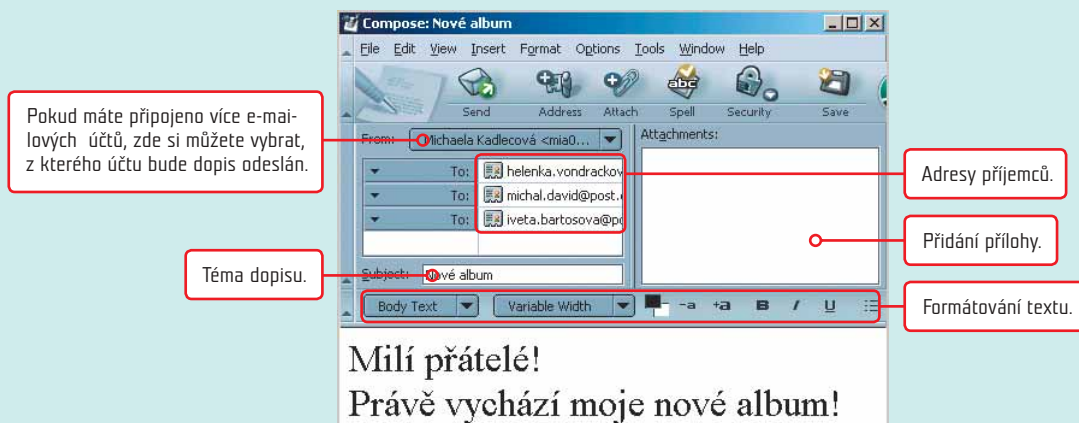 Compose: Nové album
File Edit View Insert Format Options Tools Window Help
Send Address Attach Spell Security Save
Pokud máte připojeno více e-mai-
lových účtů, zde si můžete vybrat,
z kterého účtu bude dopis odeslán.
From: Michaela Kadlecová <mia0...
Attachments:
To: helenka.vondrackov
To: michal.david@post.
To: iveta.bartosova@po
Adresy příjemců.
Přidání přílohy.
Téma dopisu.
Subject: Nové album
Body Text Variable Width -a +a B I U
Formátování textu.
Milí přátelé!
Právě vychází moje nové album!